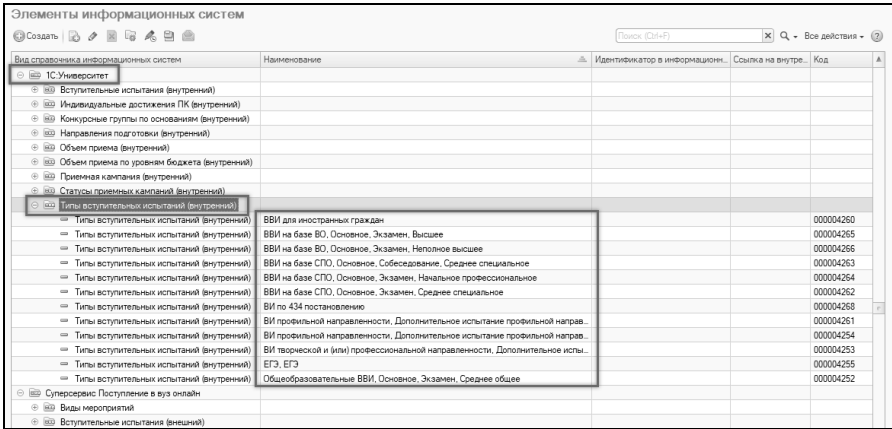 Элементы информационных систем
Создать
Поиск (Ctrl+F)
Все действия
Вид справочника информационных систем Наименование Идентификатор в информационн... Ссылка на внутре... Код
1С:Университет
Вступительные испытания (внутренний)
Индивидуальные достижения ПК (внутренний)
Конкурсные группы по основаниям (внутренний)
Направления подготовки (внутренний)
Объем приема (внутренний)
Объем приема по уровням бюджета (внутренний)
Приемная кампания (внутренний)
Статусы приемных кампаний (внутренний)
Типы вступительных испытаний (внутренний)
Типы вступительных испытаний (внутренний) ВВИ для иностранных граждан 000004260
Типы вступительных испытаний (внутренний) ВВИ на базе ВО, Основное, Экзамен, Высшее 000004265
Типы вступительных испытаний (внутренний) ВВИ на базе ВО, Основное, Экзамен, Неполное высшее 000004266
Типы вступительных испытаний (внутренний) ВВИ на базе СПО, Основное, Собеседование, Среднее специальное 000004263
Типы вступительных испытаний (внутренний) ВВИ на базе СПО, Основное, Экзамен, Начальное профессиональное 000004264
Типы вступительных испытаний (внутренний) ВВИ на базе СПО, Основное, Экзамен, Среднее специальное 000004262
Типы вступительных испытаний (внутренний) ВИ по 434 постановлению 000004268
Типы вступительных испытаний (внутренний) ВИ профильной направленности, Дополнительное испытание профильной направ... 000004261
Типы вступительных испытаний (внутренний) ВИ профильной направленности, Дополнительное испытание профильной направ... 000004254
Типы вступительных испытаний (внутренний) ВИ творческой и (или) профессиональной направленности, Дополнительное испы... 000004253
Типы вступительных испытаний (внутренний) ЕГЭ, ЕГЭ 000004255
Типы вступительных испытаний (внутренний) Общеобразовательные ВВИ, Основное, Экзамен, Среднее общее 000004252
Суперсервис Поступление в вуз онлайн
Виды мероприятий
Вступительные испытания (внешний)